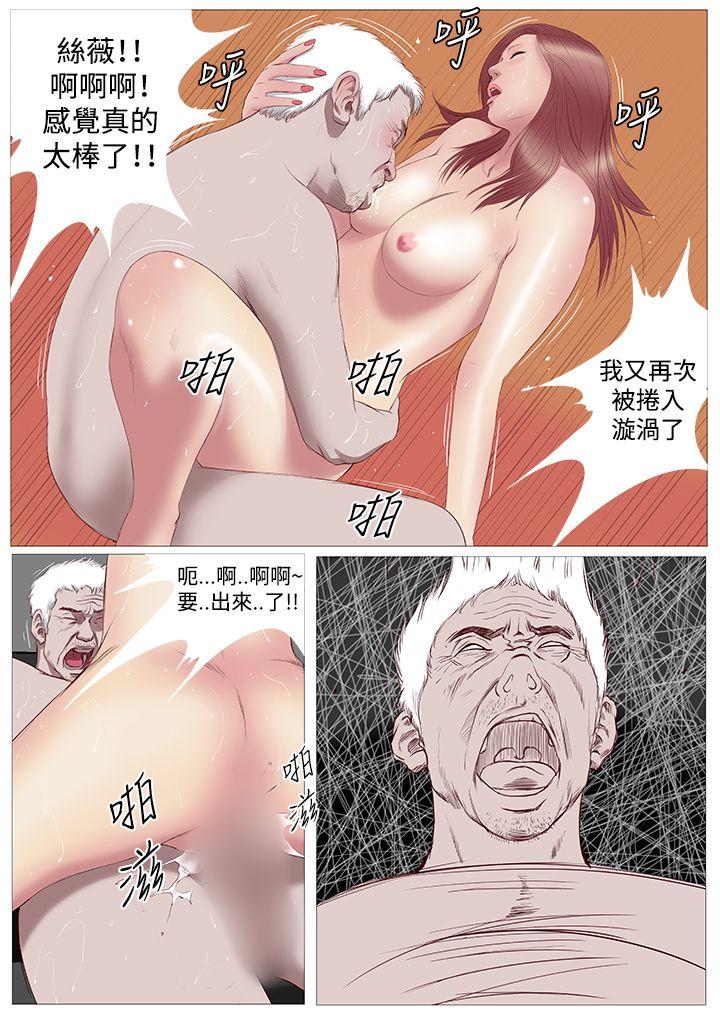 絲薇!!
啊啊啊!
感覺真的
太棒了!!
呼
呼
呼
啪
啪
啪
我又再次
被捲入
漩渦了
呃...啊..啊啊~
要..出來..了!!
啪
滋
啪
滋